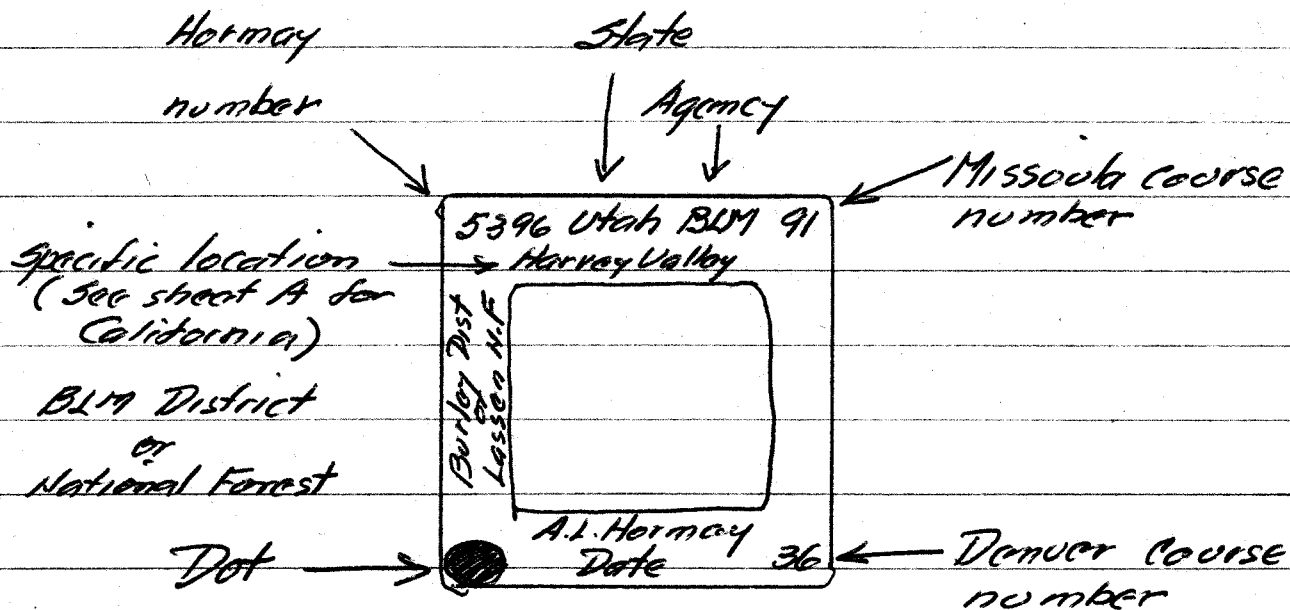 Hormay
number
State
Agency
Missoula course
number
5396 Utah BLM 91
Harvey Valley
Specific location
(See sheet A for
California)
BLM District
or
National Forest
Burley Dist
or
Lassen N.F
A.L. Hormay
Date
36
Dot
Denver Course
number